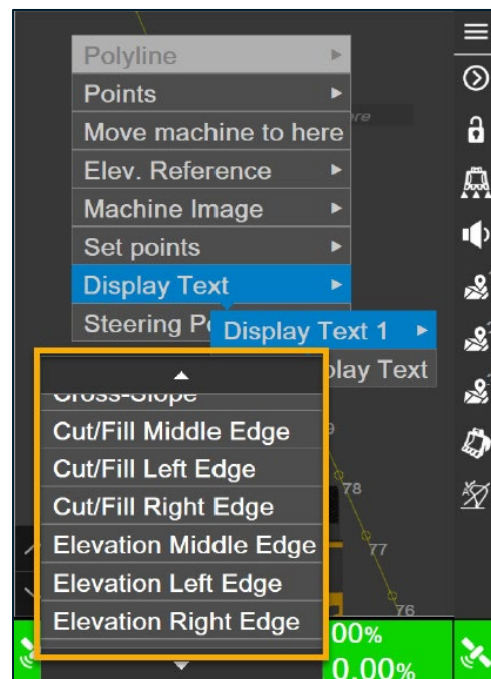 Polyline
Points
Move machine to here
Elev. Reference
Machine Image
Set points
Display Text
Steering P
Display Text 1
play Text
Cross-Slope
Cut/Fill Middle Edge
Cut/Fill Left Edge
Cut/Fill Right Edge
Elevation Middle Edge
Elevation Left Edge
Elevation Right Edge
78
77
76
00%
0.00%